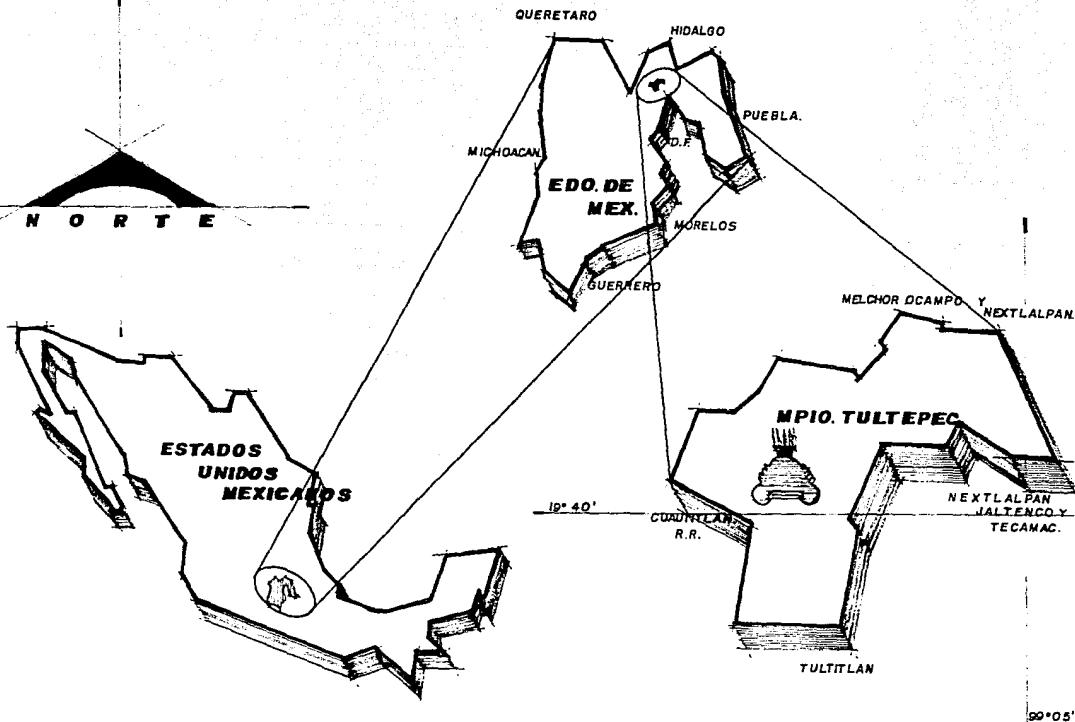 QUERETARO
HIDALGO
PUEBLA.
D.F.
MICHOACAN.
EDO. DE
MEX.
MORELOS
GUERRERO
NORTE
MELCHOR OCAMPO Y
NEXTLALPAN.
MPIO. TULTEPEC.
ESTADOS
UNIDOS
MEXICANOS
19° 40'
CUAUTITLAN
R.R.
NEXTLALPAN
JALTENCO Y
TECAMAC.
TULTITLAN
99°05'